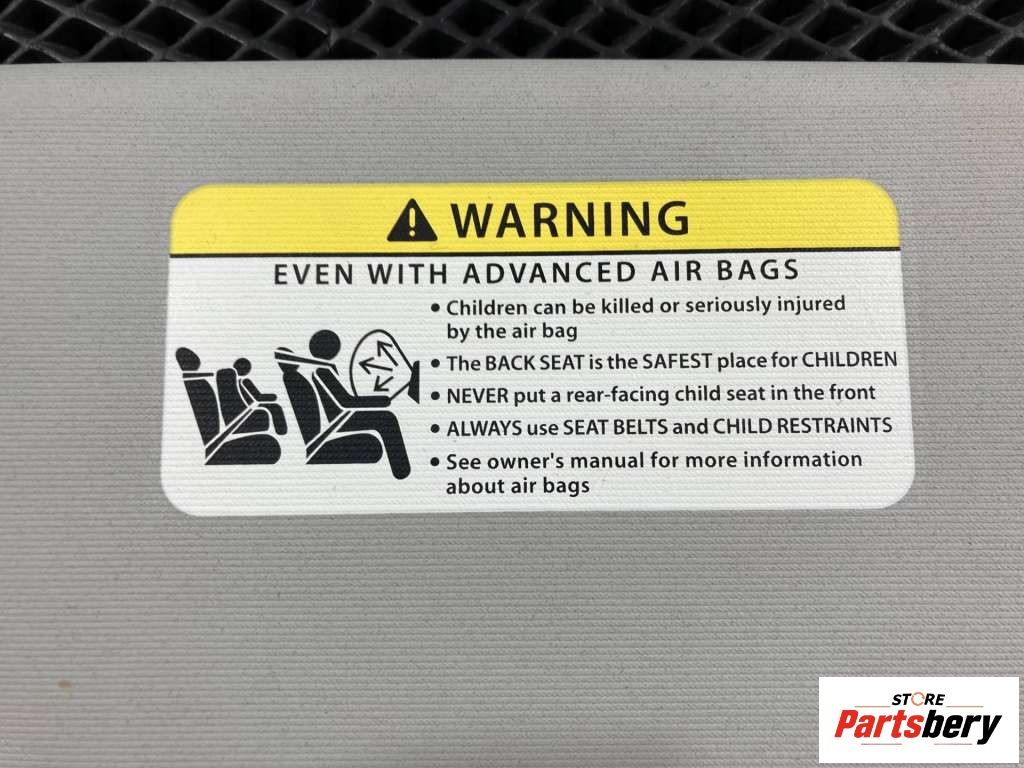 WARNING
EVEN WITH ADVANCED AIR BAGS
• Children can be killed or seriously injured
by the air bag
• The BACK SEAT is the SAFEST place for CHILDREN
• NEVER put a rear-facing child seat in the front
• ALWAYS use SEAT BELTS and CHILD RESTRAINTS
• See owner's manual for more information
about air bags
STORE
Partsbery